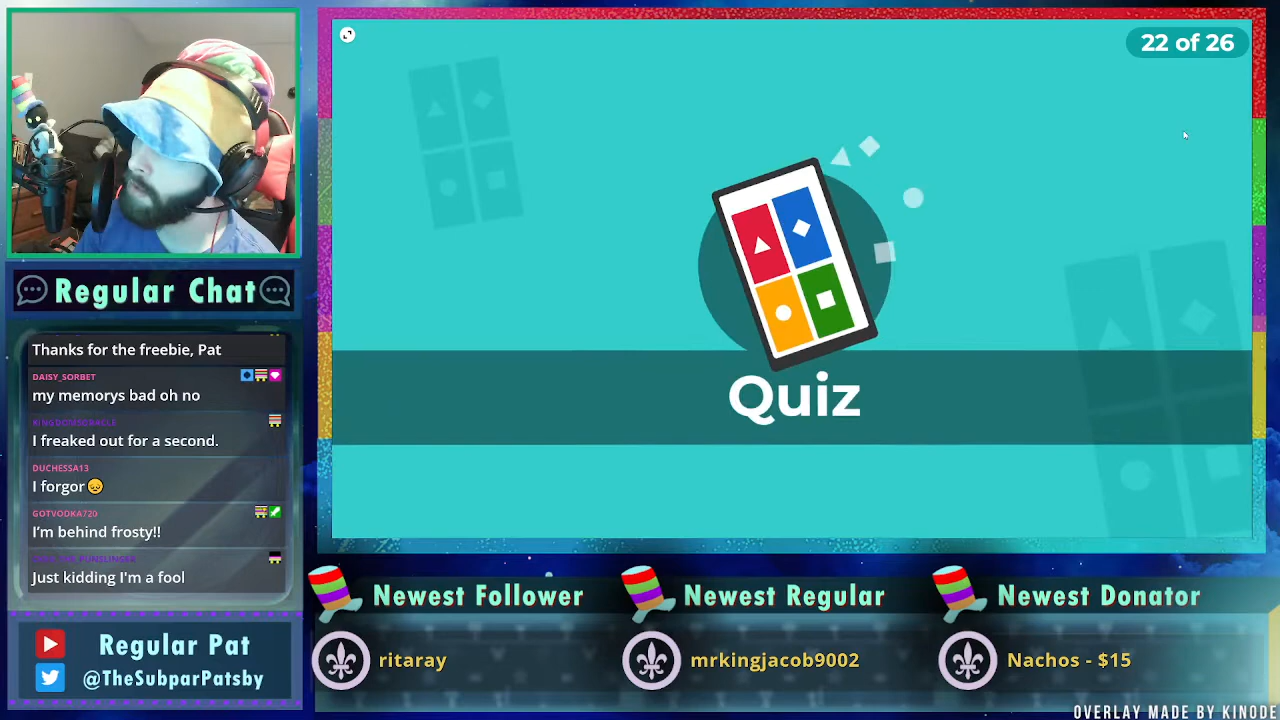 22 of 26
Quiz
Regular Chat
Thanks for the freebie, Pat
DAISY_SORBET
my memorys bad oh no
I freaked out for a second.
DUCHESSA13
I forgor😞
GOTVODKA720
I’m behind frosty!!
Just kidding I'm a fool
Regular Pat
@TheSubparPatsby
Newest Follower
ritaray
Newest Regular
mrkingjacob9002
Newest Donator
Nachos - $15
OVERLAY MADE BY KINODE